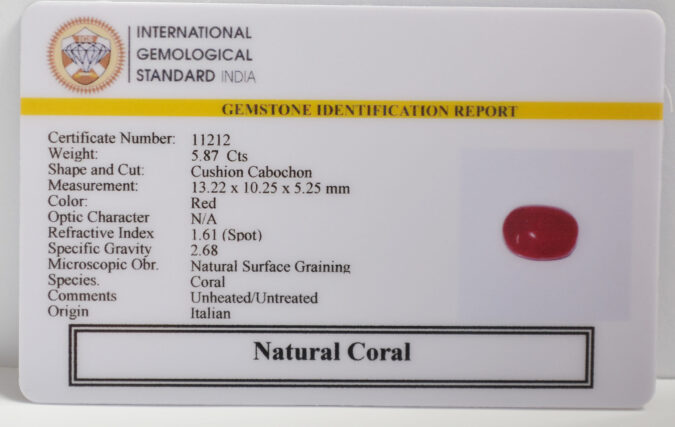 INTERNATIONAL
GEMOLOGICAL
STANDARD INDIA
GEMSTONE IDENTIFICATION REPORT
Certificate Number: 11212
Weight: 5.87 Cts
Shape and Cut: Cushion Cabochon
Measurement: 13.22 x 10.25 x 5.25 mm
Color: Red
Optic Character N/A
Refractive Index 1.61 (Spot)
Specific Gravity 2.68
Microscopic Obr. Natural Surface Graining
Species. Coral
Comments Unheated/Untreated
Origin Italian
Natural Coral